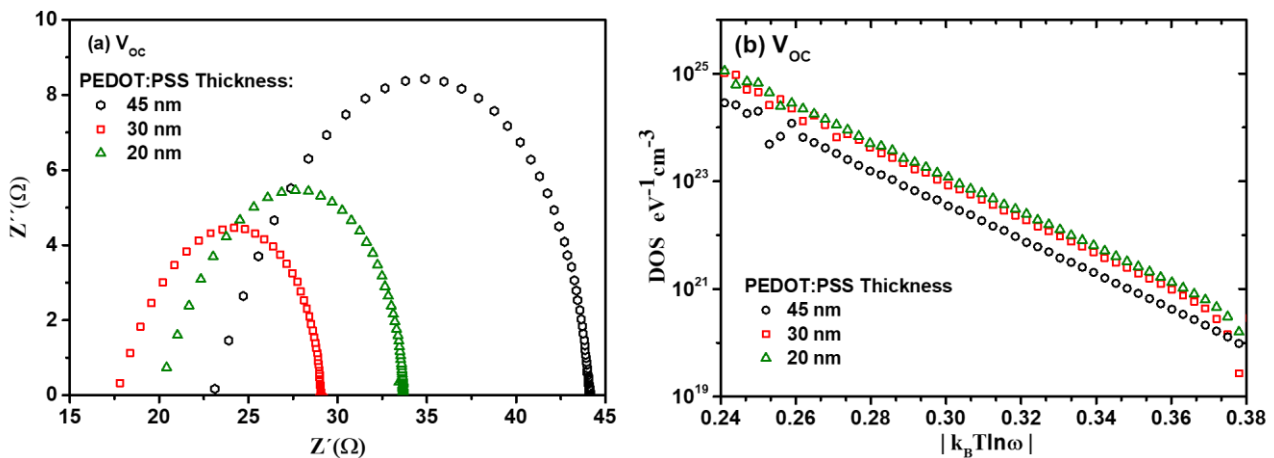 (a) V_OC
PEDOT:PSS Thickness:
45 nm
30 nm
20 nm
10
8
6
4
2
0
Z´´(Ω)
15 20 25 30 35 40 45
Z´(Ω)
(b) V_OC
PEDOT:PSS Thickness
45 nm
30 nm
20 nm
10^25
10^23
10^21
10^19
DOS eV^-1cm^-3
0.24 0.26 0.28 0.30 0.32 0.34 0.36 0.38
| k_BTlnω |